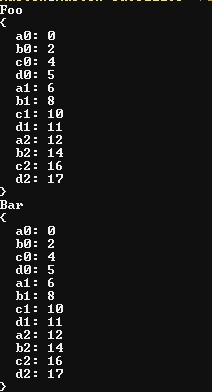 Foo
{
a0: 0
b0: 2
c0: 4
d0: 5
a1: 6
b1: 8
c1: 10
d1: 11
a2: 12
b2: 14
c2: 16
d2: 17
}
Bar
{
a0: 0
b0: 2
c0: 4
d0: 5
a1: 6
b1: 8
c1: 10
d1: 11
a2: 12
b2: 14
c2: 16
d2: 17
}